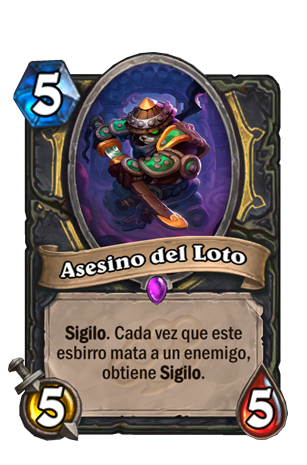 5
Asesino del Loto
Sigilo. Cada vez que este
esbirro mata a un enemigo,
obtiene Sigilo.
5
5